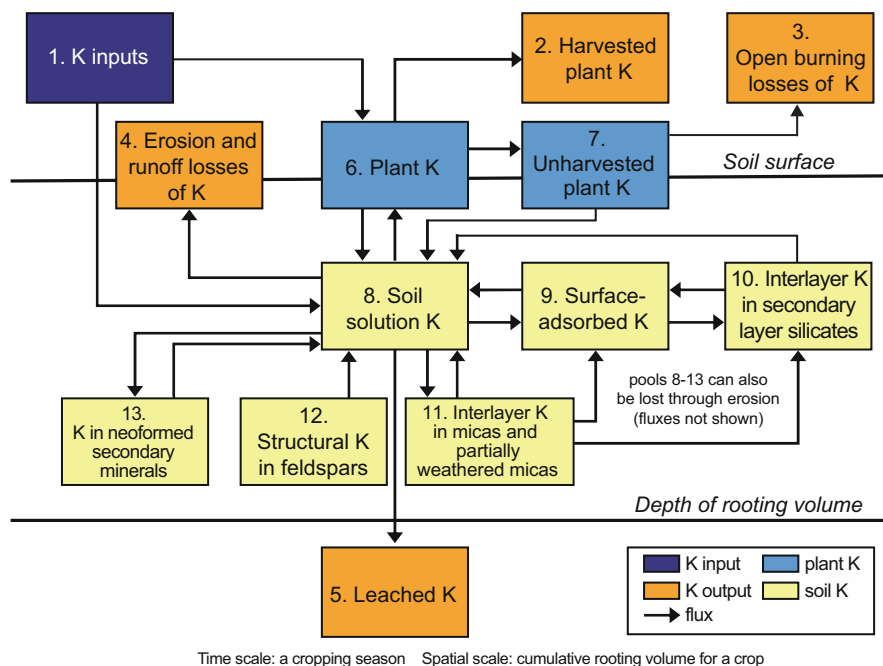 1. K inputs
2. Harvested
plant K
3.
Open burning
losses of K
4. Erosion and
runoff losses
of K
6. Plant K
7.
Unharvested
plant K
Soil surface
8. Soil
solution K
9. Surface-
adsorbed K
10. Interlayer K
in secondary
layer silicates
13.
K in neoformed
secondary
minerals
12.
Structural K
in feldspars
11. Interlayer K
in micas and
partially
weathered micas
pools 8-13 can also
be lost through erosion
(fluxes not shown)
Depth of rooting volume
5. Leached K
K input
plant K
K output
soil K
flux
Time scale: a cropping season Spatial scale: cumulative rooting volume for a crop